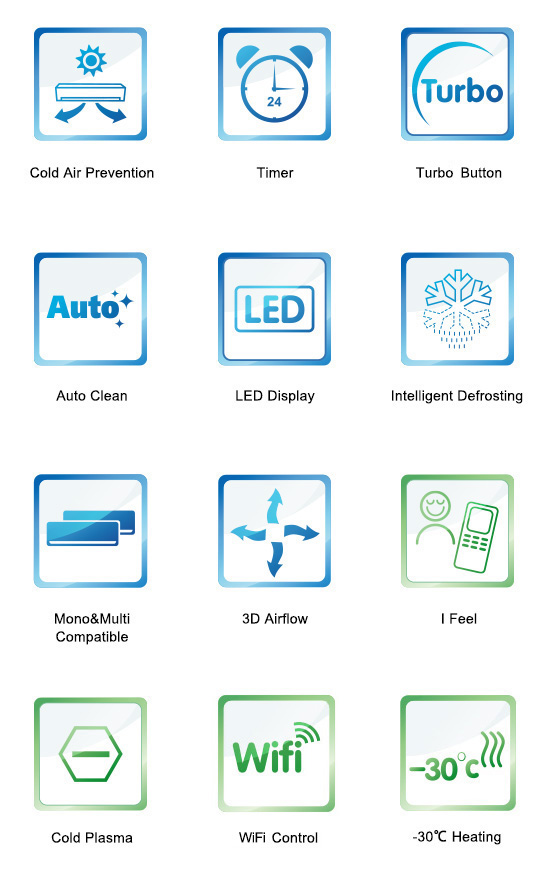 24
Turbo
Cold Air Prevention
Timer
Turbo Button
Auto
LED
Auto Clean
LED Display
Intelligent Defrosting
Mono&Multi
Compatible
3D Airflow
I Feel
Wifi
-30°c
Cold Plasma
WiFi Control
-30℃ Heating